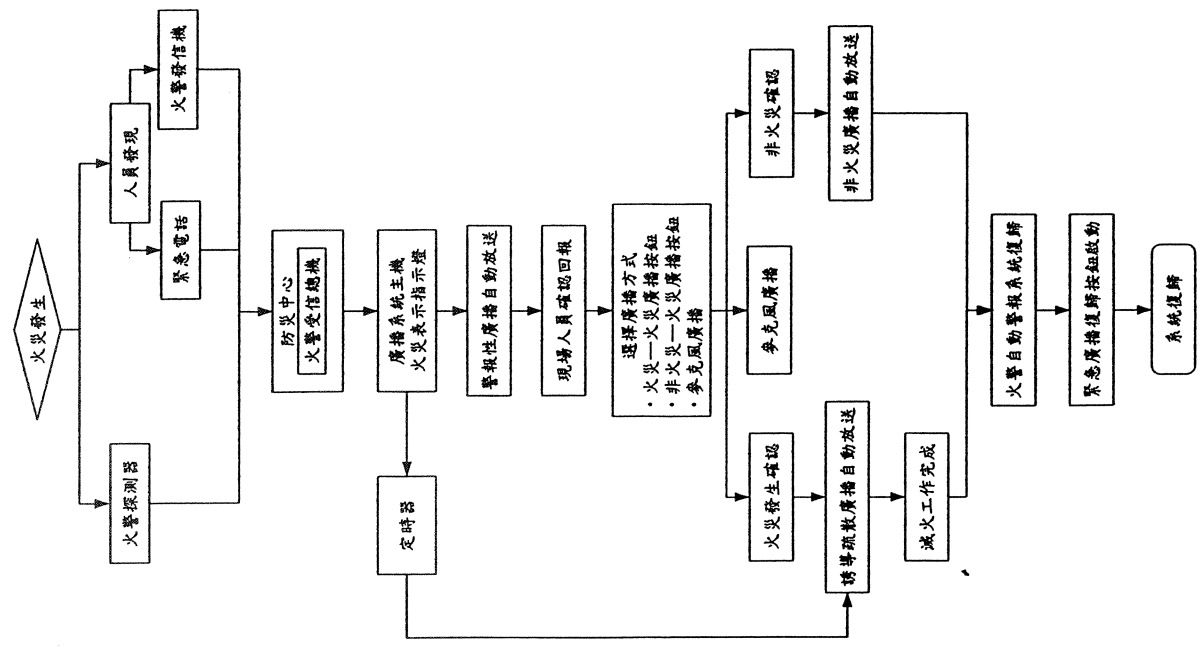 火災發生
火警探測器
人員發現
緊急電話
火警發信機
防災中心
火警受信總機
廣播系統主機
火災表示指示燈
定時器
警報性廣播自動放送
現場人員確認回報
選擇廣播方式
・火災—火災廣播按鈕
・非火災—火災廣播按鈕
・麥克風廣播
火災發生確認
麥克風廣播
非火災確認
誘導疏散廣播自動放送
非火災廣播自動放送
滅火工作完成
火警自動警報系統復歸
緊急廣播復歸按鈕啟動
系統復歸